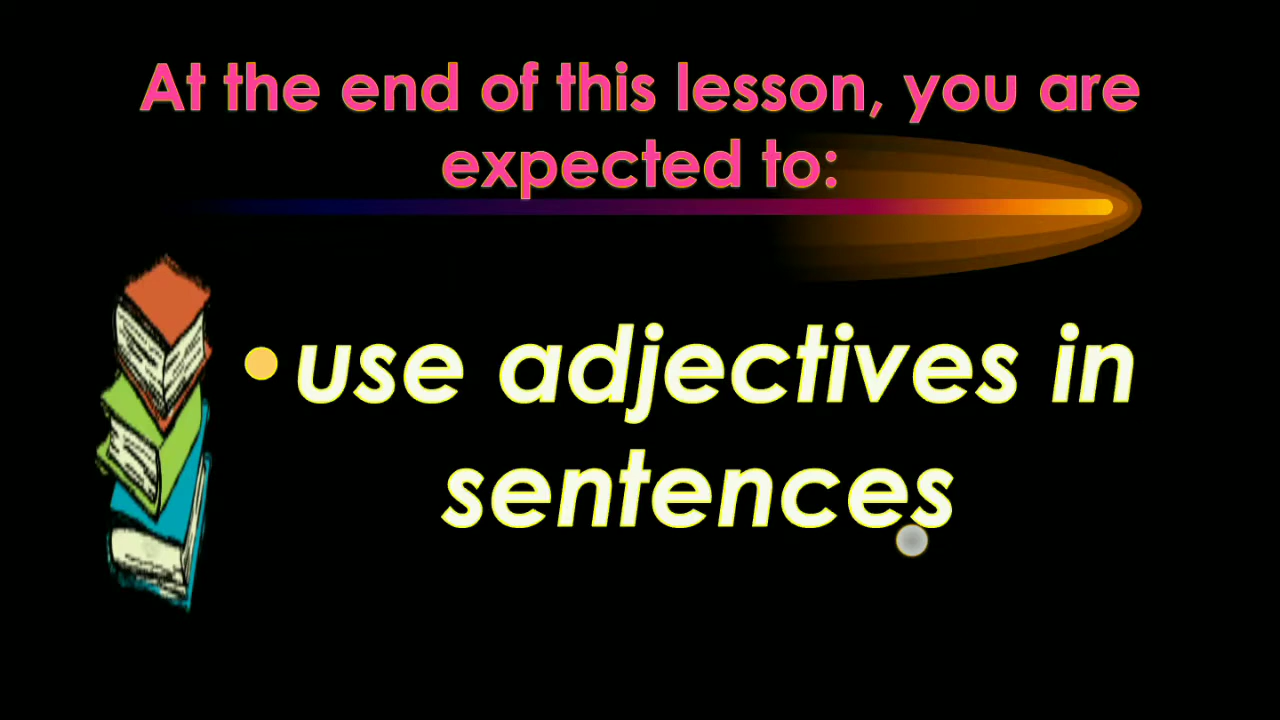 At the end of this lesson, you are
expected to:
• use adjectives in
sentences